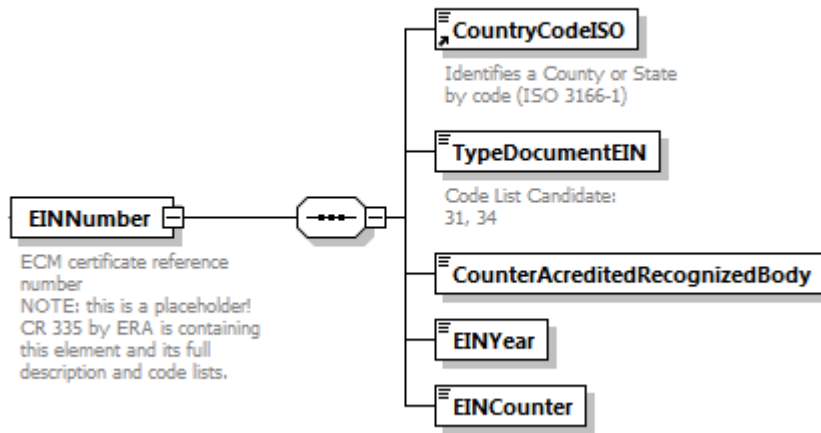 CountryCodeISO
Identifies a County or State
by code (ISO 3166-1)
TypeDocumentEIN
Code List Candidate:
31, 34
EINNumber
ECM certificate reference
number
NOTE: this is a placeholder!
CR 335 by ERA is containing
this element and its full
description and code lists.
CounterAcreditedRecognizedBody
EINYear
EINCounter